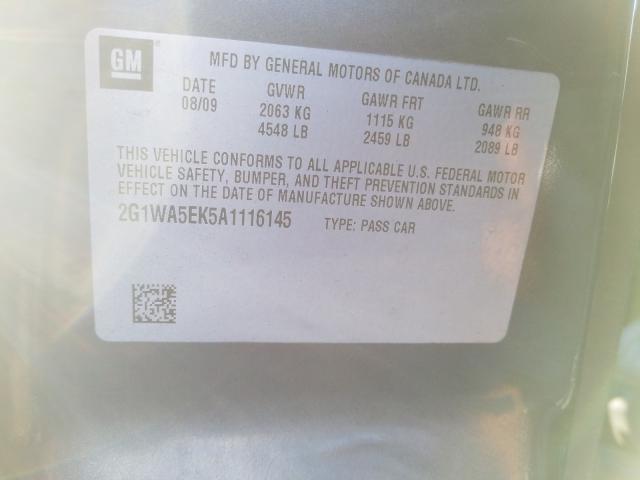 GM
MFD BY GENERAL MOTORS OF CANADA LTD.
DATE GVWR GAWR FRT GAWR RR
08/09 2063 KG 1115 KG 948 KG
4548 LB 2459 LB 2089 LB
THIS VEHICLE CONFORMS TO ALL APPLICABLE U.S. FEDERAL MOTOR
VEHICLE SAFETY, BUMPER, AND THEFT PREVENTION STANDARDS IN
EFFECT ON THE DATE OF MANUFACTURE SHOWN ABOVE.
2G1WA5EK5A1116145 TYPE: PASS CAR